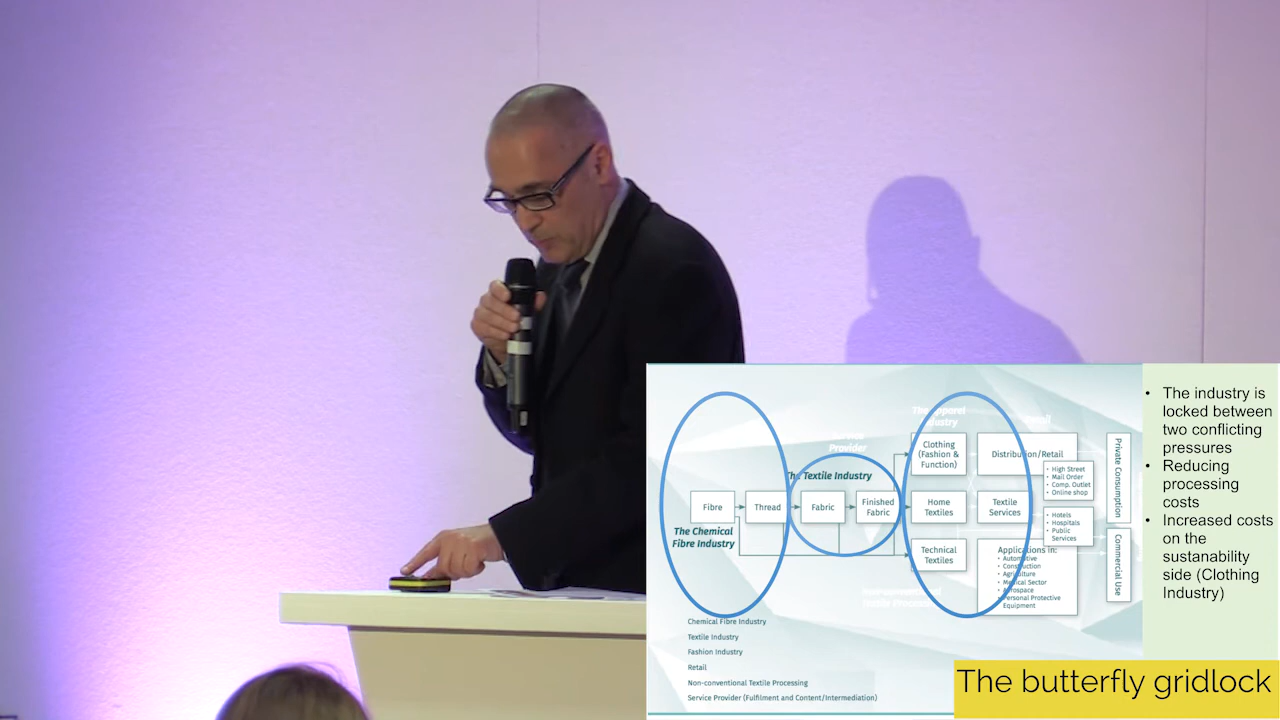 The Apparel
Industry
Retail
Service
Provider
The Textile Industry
Clothing
(Fashion &
Function)
Distribution/Retail
• High Street
• Mail Order
• Comp. Outlet
• Online shop
Private Consumption
Fibre
Thread
Fabric
Finished
Fabric
Home
Textiles
Textile
Services
• Hotels
• Hospitals
• Public
Services
The Chemical
Fibre Industry
Technical
Textiles
Applications in:
• Automotive
• Construction
• Agriculture
• Medical Sector
• Aerospace
• Personal Protective
Equipment
Commercial Use
Chemical Fibre Industry
Textile Industry
Fashion Industry
Retail
Non-conventional Textile Processing
Service Provider (Fulfilment and Content/Intermediation)
• The industry is
locked between
two conflicting
pressures
• Reducing
processing
costs
• Increased costs
on the
sustanability
side (Clothing
Industry)
The butterfly gridlock